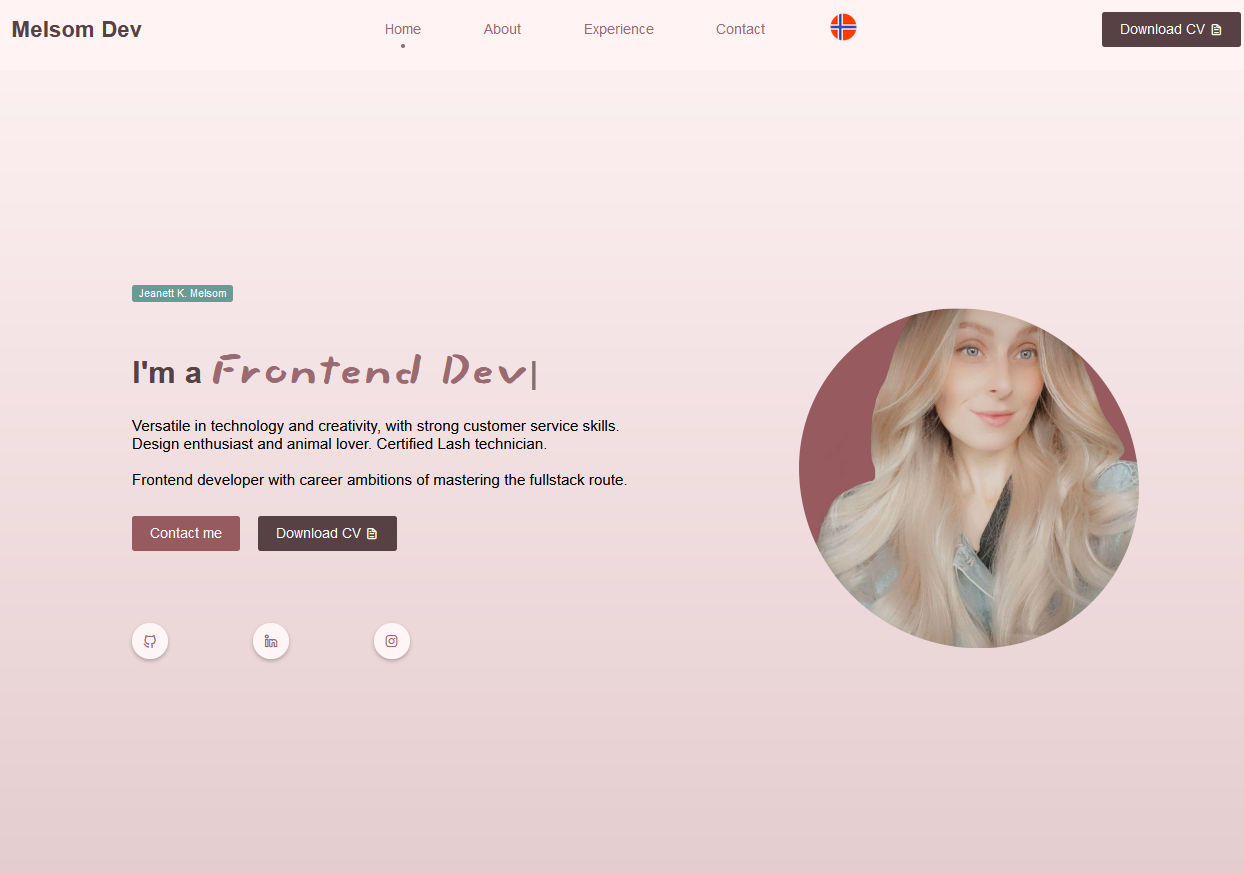 Melsom Dev
Home
About
Experience
Contact
Download CV
Jeanett K. Melsom
I'm a Frontend Dev|
Versatile in technology and creativity, with strong customer service skills.
Design enthusiast and animal lover. Certified Lash technician.
Frontend developer with career ambitions of mastering the fullstack route.
Contact me
Download CV
in